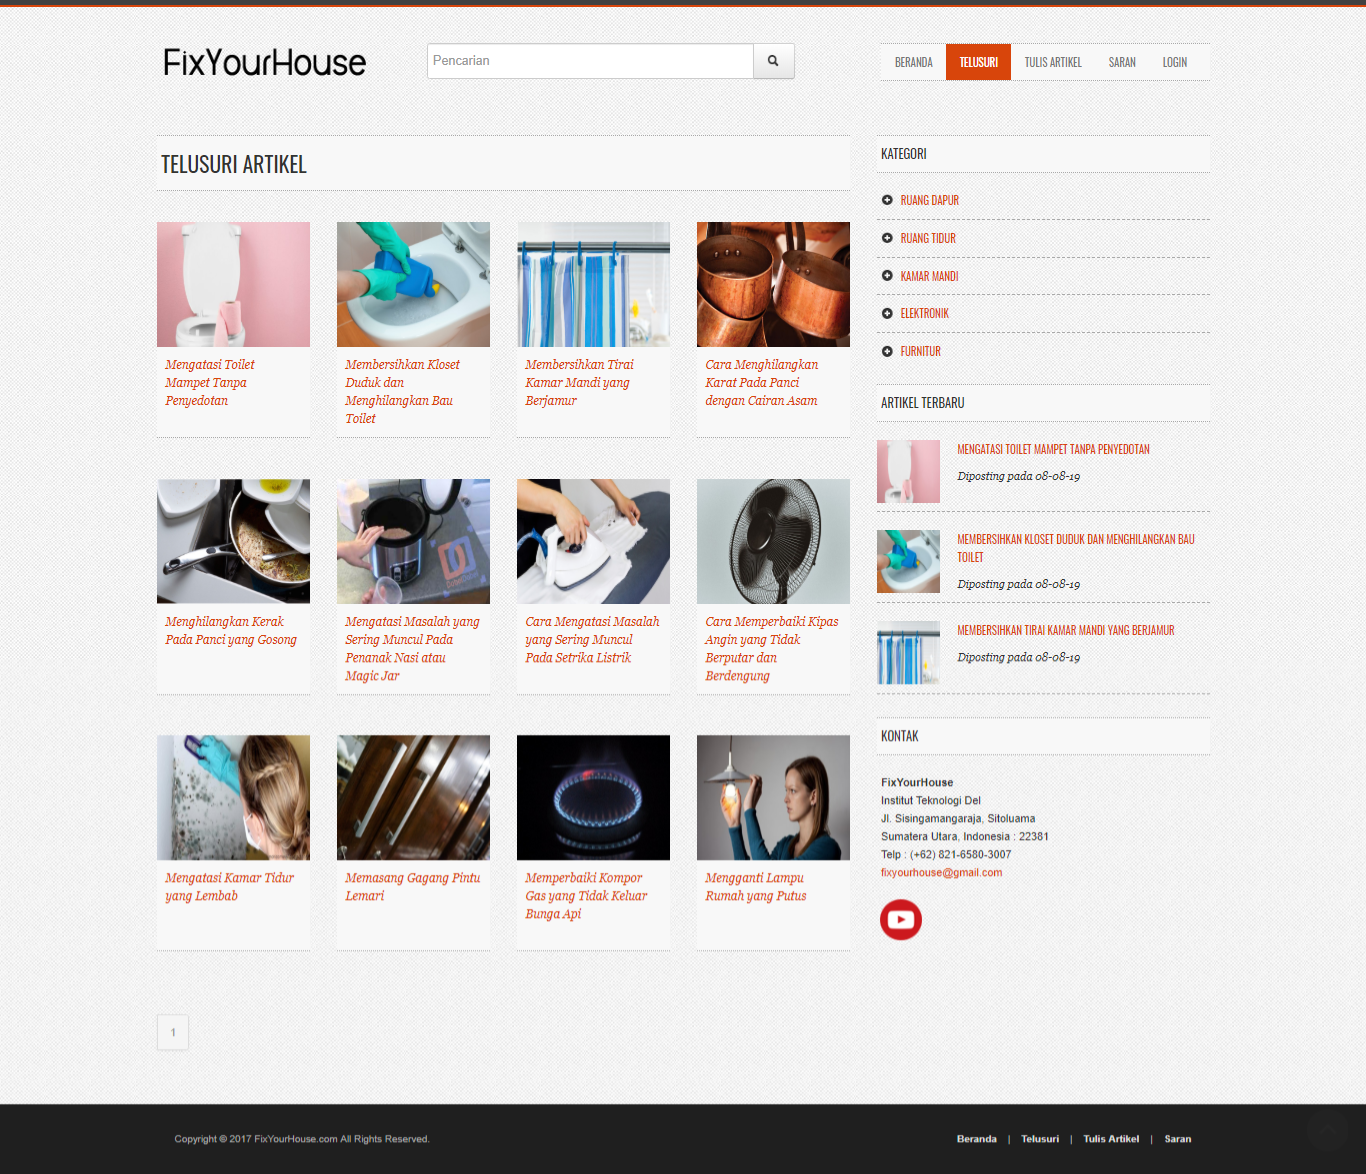 FixYourHouse
Pencarian
BERANDA
TELUSURI
TULIS ARTIKEL
SARAN
LOGIN
TELUSURI ARTIKEL
Mengatasi Toilet
Mampet Tanpa
Penyedotan
Membersihkan Kloset
Duduk dan
Menghilangkan Bau
Toilet
Membersihkan Tirai
Kamar Mandi yang
Berjamur
Cara Menghilangkan
Karat Pada Panci
dengan Cairan Asam
Menghilangkan Kerak
Pada Panci yang Gosong
Mengatasi Masalah yang
Sering Muncul Pada
Penanak Nasi atau
Magic Jar
Cara Mengatasi Masalah
yang Sering Muncul
Pada Setrika Listrik
Cara Memperbaiki Kipas
Angin yang Tidak
Berputar dan
Berdengung
Mengatasi Kamar Tidur
yang Lembab
Memasang Gagang Pintu
Lemari
Memperbaiki Kompor
Gas yang Tidak Keluar
Bunga Api
Mengganti Lampu
Rumah yang Putus
1
KATEGORI
RUANG DAPUR
RUANG TIDUR
KAMAR MANDI
ELEKTRONIK
FURNITUR
ARTIKEL TERBARU
MENGATASI TOILET MAMPET TANPA PENYEDOTAN
Diposting pada 08-08-19
MEMBERSIHKAN KLOSET DUDUK DAN MENGHILANGKAN BAU
TOILET
Diposting pada 08-08-19
MEMBERSIHKAN TIRAI KAMAR MANDI YANG BERJAMUR
Diposting pada 08-08-19
KONTAK
FixYourHouse
Institut Teknologi Del
Jl. Sisingamangaraja, Sitoluama
Sumatera Utara, Indonesia : 22381
Telp : (+62) 821-6580-3007
fixyourhouse@gmail.com
Copyright © 2017 FixYourHouse.com All Rights Reserved.
Beranda | Telusuri | Tulis Artikel | Saran